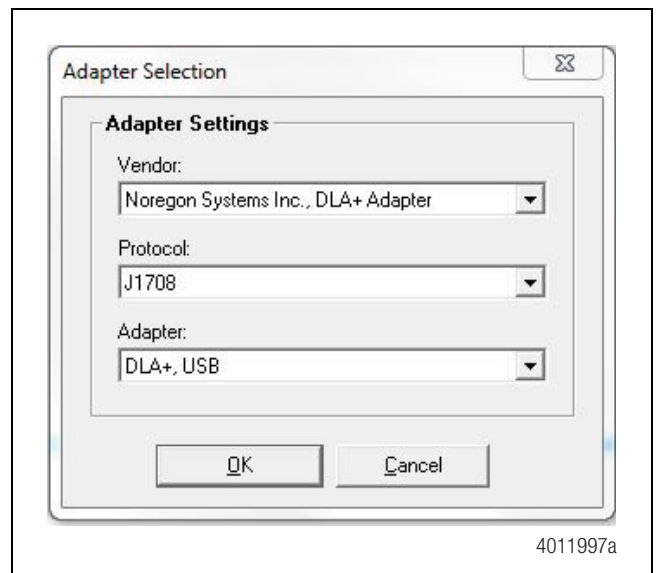 Adapter Selection
Adapter Settings
Vendor:
Noregon Systems Inc., DLA+ Adapter
Protocol:
J1708
Adapter:
DLA+, USB
OK Cancel
4011997a